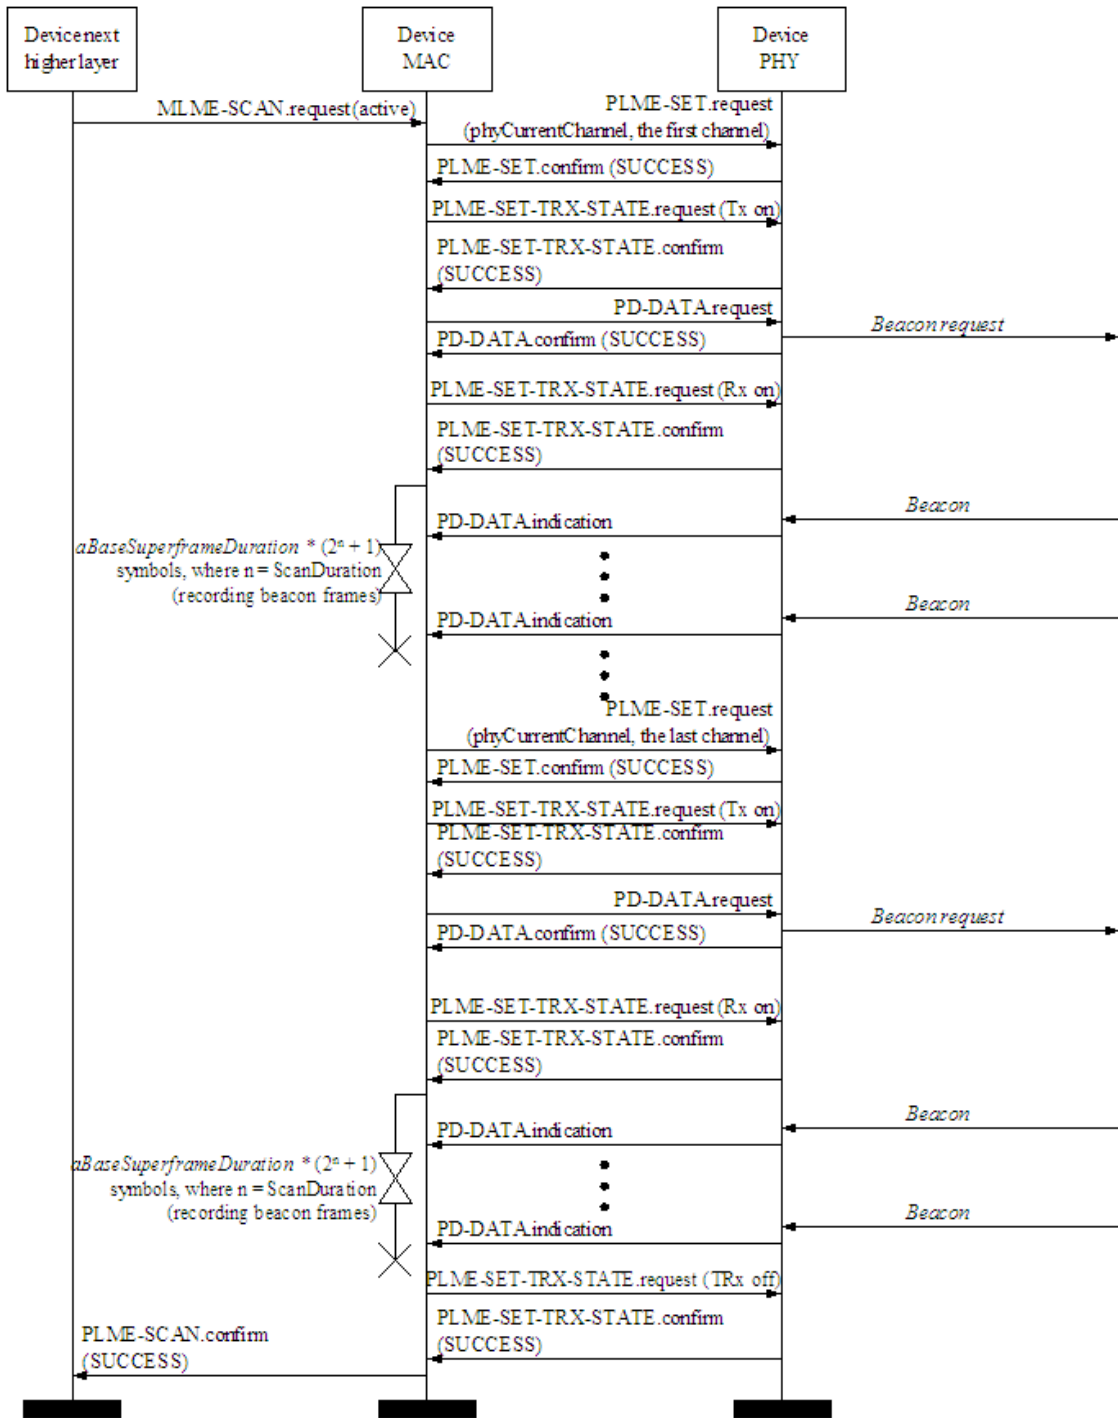 Device next
higher layer
Device
MAC
Device
PHY
MLME-SCAN.request (active)
PLME-SET.request
(phyCurrentChannel, the first channel)
PLME-SET.confirm (SUCCESS)
PLME-SET-TRX-STATE.request (Tx on)
PLME-SET-TRX-STATE.confirm
(SUCCESS)
PD-DATA.request
Beacon request
PD-DATA.confirm (SUCCESS)
PLME-SET-TRX-STATE.request (Rx on)
PLME-SET-TRX-STATE.confirm
(SUCCESS)
Beacon
PD-DATA.indication
aBaseSuperframeDuration * (2ⁿ + 1)
symbols, where n = ScanDuration
(recording beacon frames)
Beacon
PD-DATA.indication
PLME-SET.request
(phyCurrentChannel, the last channel)
PLME-SET.confirm (SUCCESS)
PLME-SET-TRX-STATE.request (Tx on)
PLME-SET-TRX-STATE.confirm
(SUCCESS)
PD-DATA.request
Beacon request
PD-DATA.confirm (SUCCESS)
PLME-SET-TRX-STATE.request (Rx on)
PLME-SET-TRX-STATE.confirm
(SUCCESS)
Beacon
PD-DATA.indication
aBaseSuperframeDuration * (2ⁿ + 1)
symbols, where n = ScanDuration
(recording beacon frames)
Beacon
PD-DATA.indication
PLME-SET-TRX-STATE.request (TRx off)
PLME-SET-TRX-STATE.confirm
(SUCCESS)
PLME-SCAN.confirm
(SUCCESS)